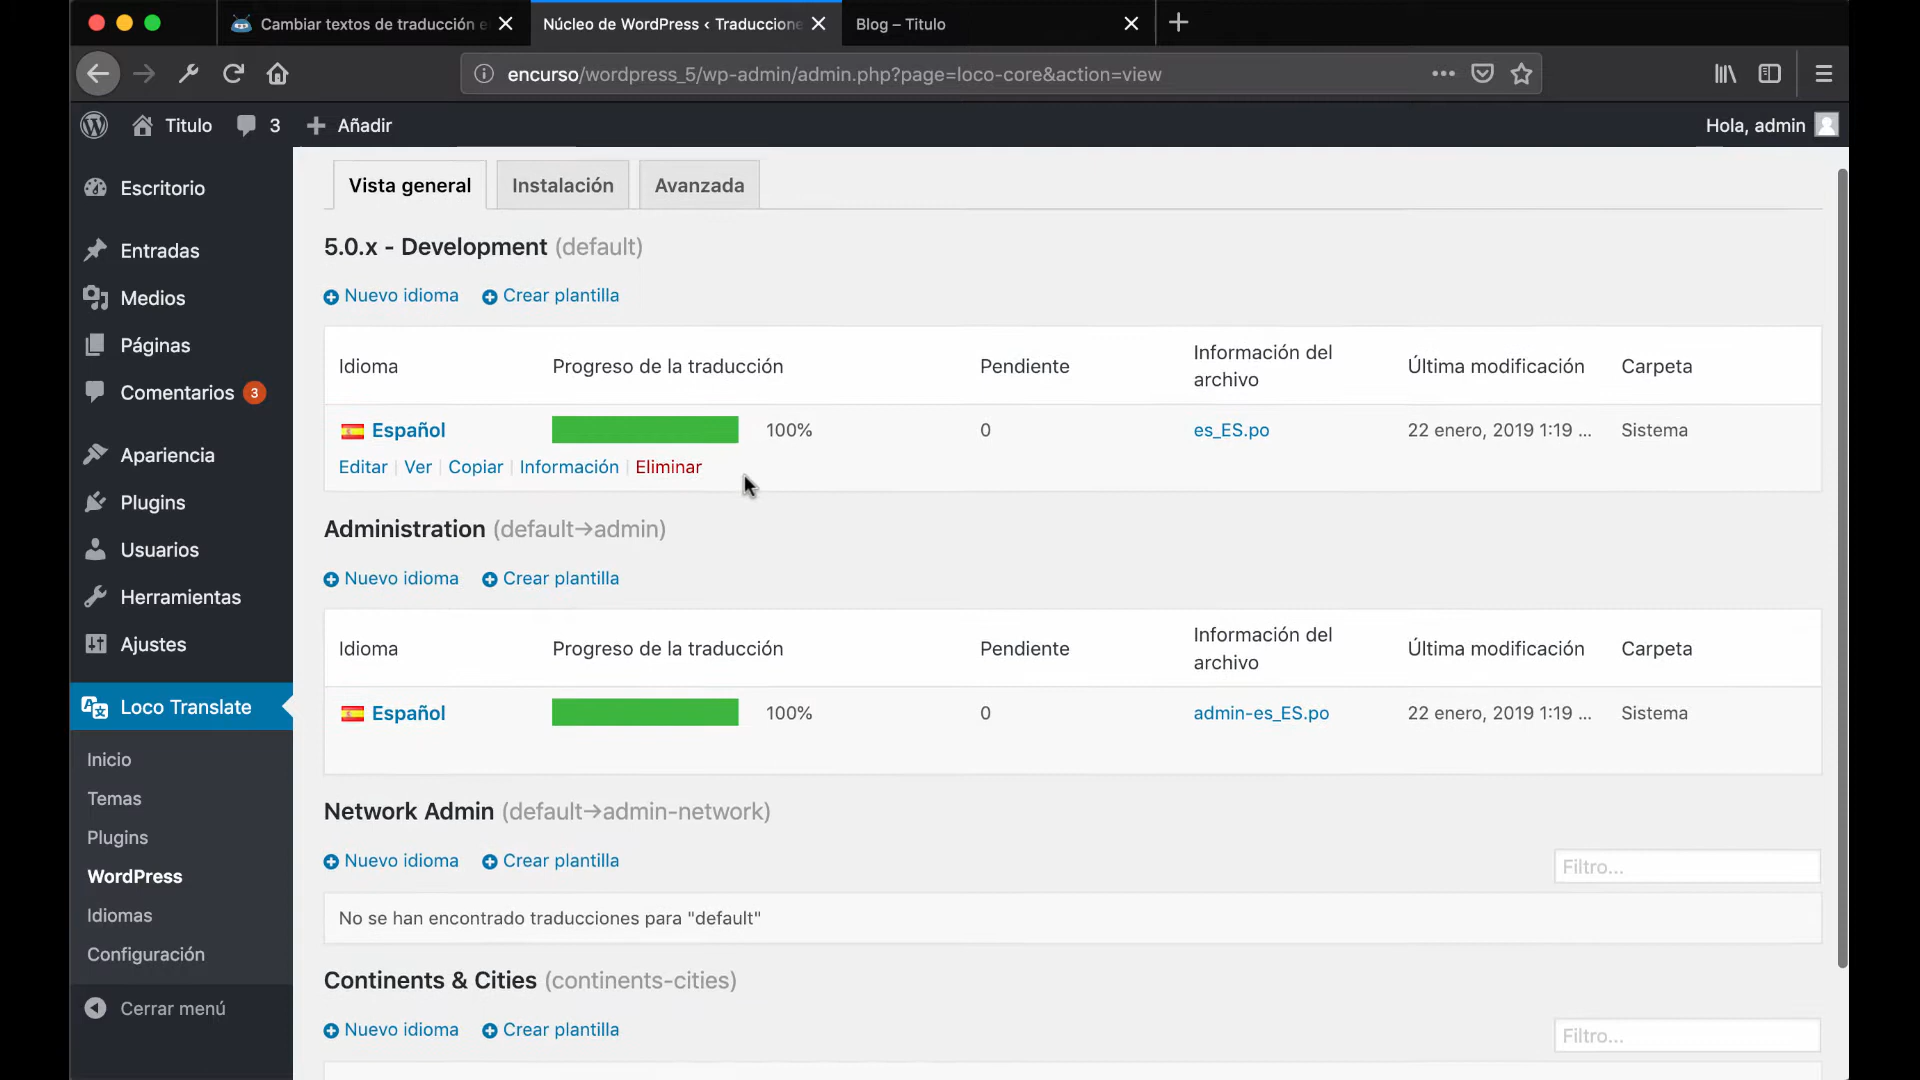 Cambiar textos de traducción e
Núcleo de WordPress ‹ Traduccione
Blog – Titulo
encurso/wordpress_5/wp-admin/admin.php?page=loco-core&action=view
Titulo
3
Añadir
Hola, admin
Escritorio
Entradas
Medios
Páginas
Comentarios 3
Apariencia
Plugins
Usuarios
Herramientas
Ajustes
Loco Translate
Inicio
Temas
Plugins
WordPress
Idiomas
Configuración
Cerrar menú
Vista general
Instalación
Avanzada
5.0.x - Development (default)
Nuevo idioma
Crear plantilla
Idioma
Progreso de la traducción
Pendiente
Información del
archivo
Última modificación
Carpeta
Español
100%
0
es_ES.po
22 enero, 2019 1:19 ...
Sistema
Editar | Ver | Copiar | Información | Eliminar
Administration (default→admin)
Nuevo idioma
Crear plantilla
Idioma
Progreso de la traducción
Pendiente
Información del
archivo
Última modificación
Carpeta
Español
100%
0
admin-es_ES.po
22 enero, 2019 1:19 ...
Sistema
Network Admin (default→admin-network)
Nuevo idioma
Crear plantilla
Filtro...
No se han encontrado traducciones para "default"
Continents & Cities (continents-cities)
Nuevo idioma
Crear plantilla
Filtro...